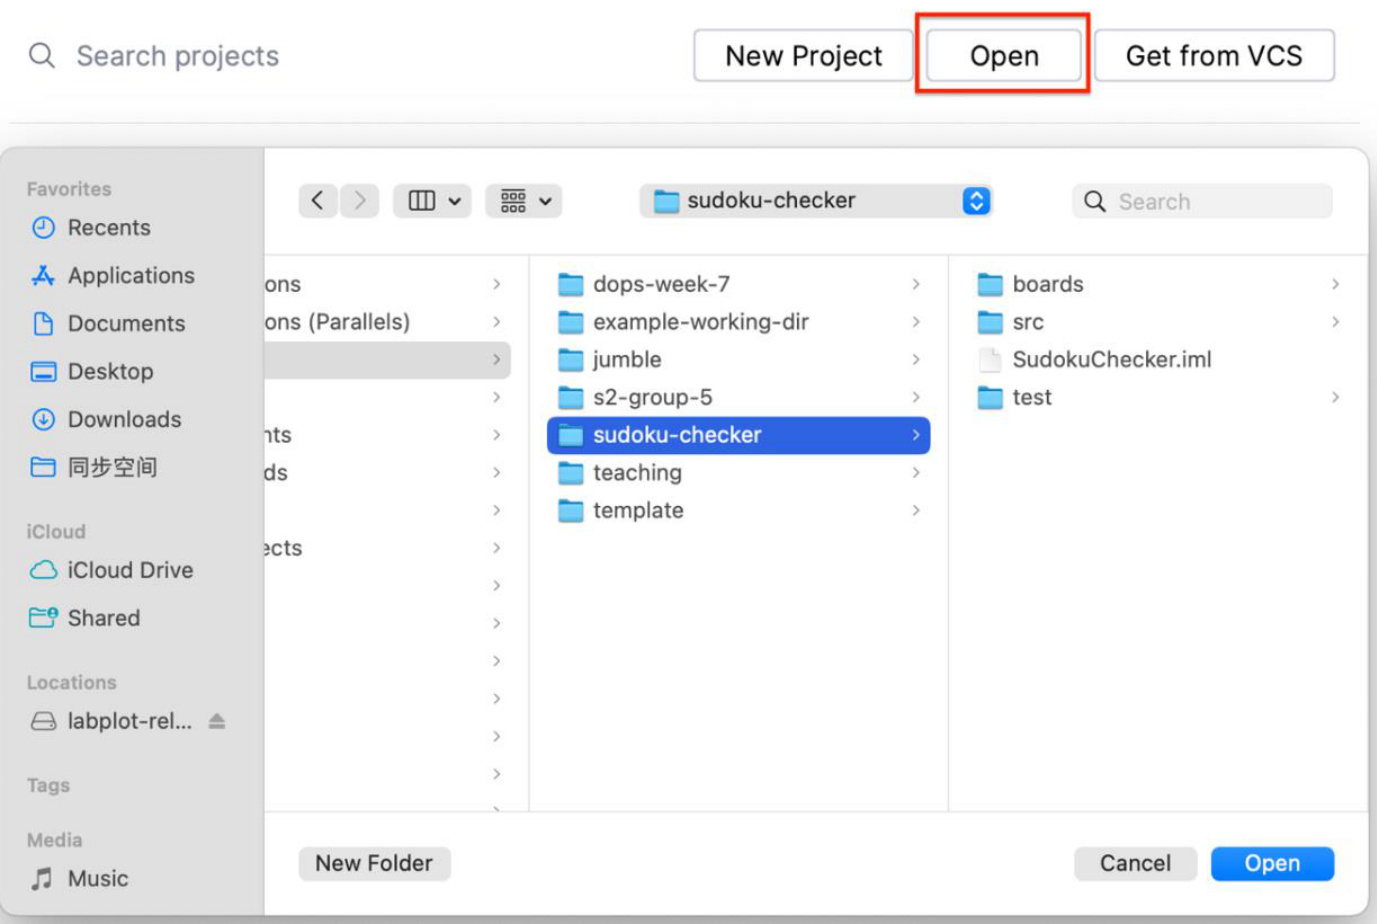 Search projects
New Project
Open
Get from VCS
Favorites
Recents
Applications
Documents
Desktop
Downloads
同步空间
iCloud
iCloud Drive
Shared
Locations
labplot-rel...
Tags
Media
Music
sudoku-checker
Search
ons
ons (Parallels)
nts
ds
ects
dops-week-7
example-working-dir
jumble
s2-group-5
sudoku-checker
teaching
template
boards
src
SudokuChecker.iml
test
New Folder
Cancel
Open